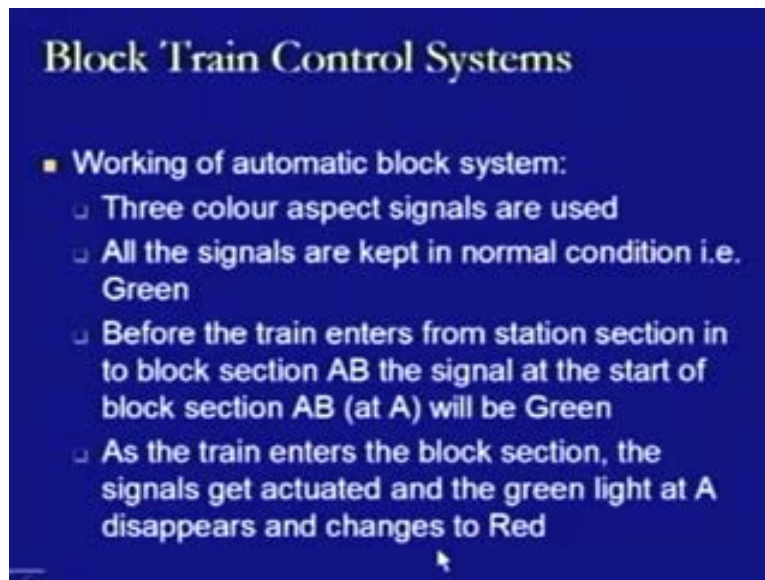 Block Train Control Systems
Working of automatic block system:
Three colour aspect signals are used
All the signals are kept in normal condition i.e.
Green
Before the train enters from station section in
to block section AB the signal at the start of
block section AB (at A) will be Green
As the train enters the block section, the
signals get actuated and the green light at A
disappears and changes to Red